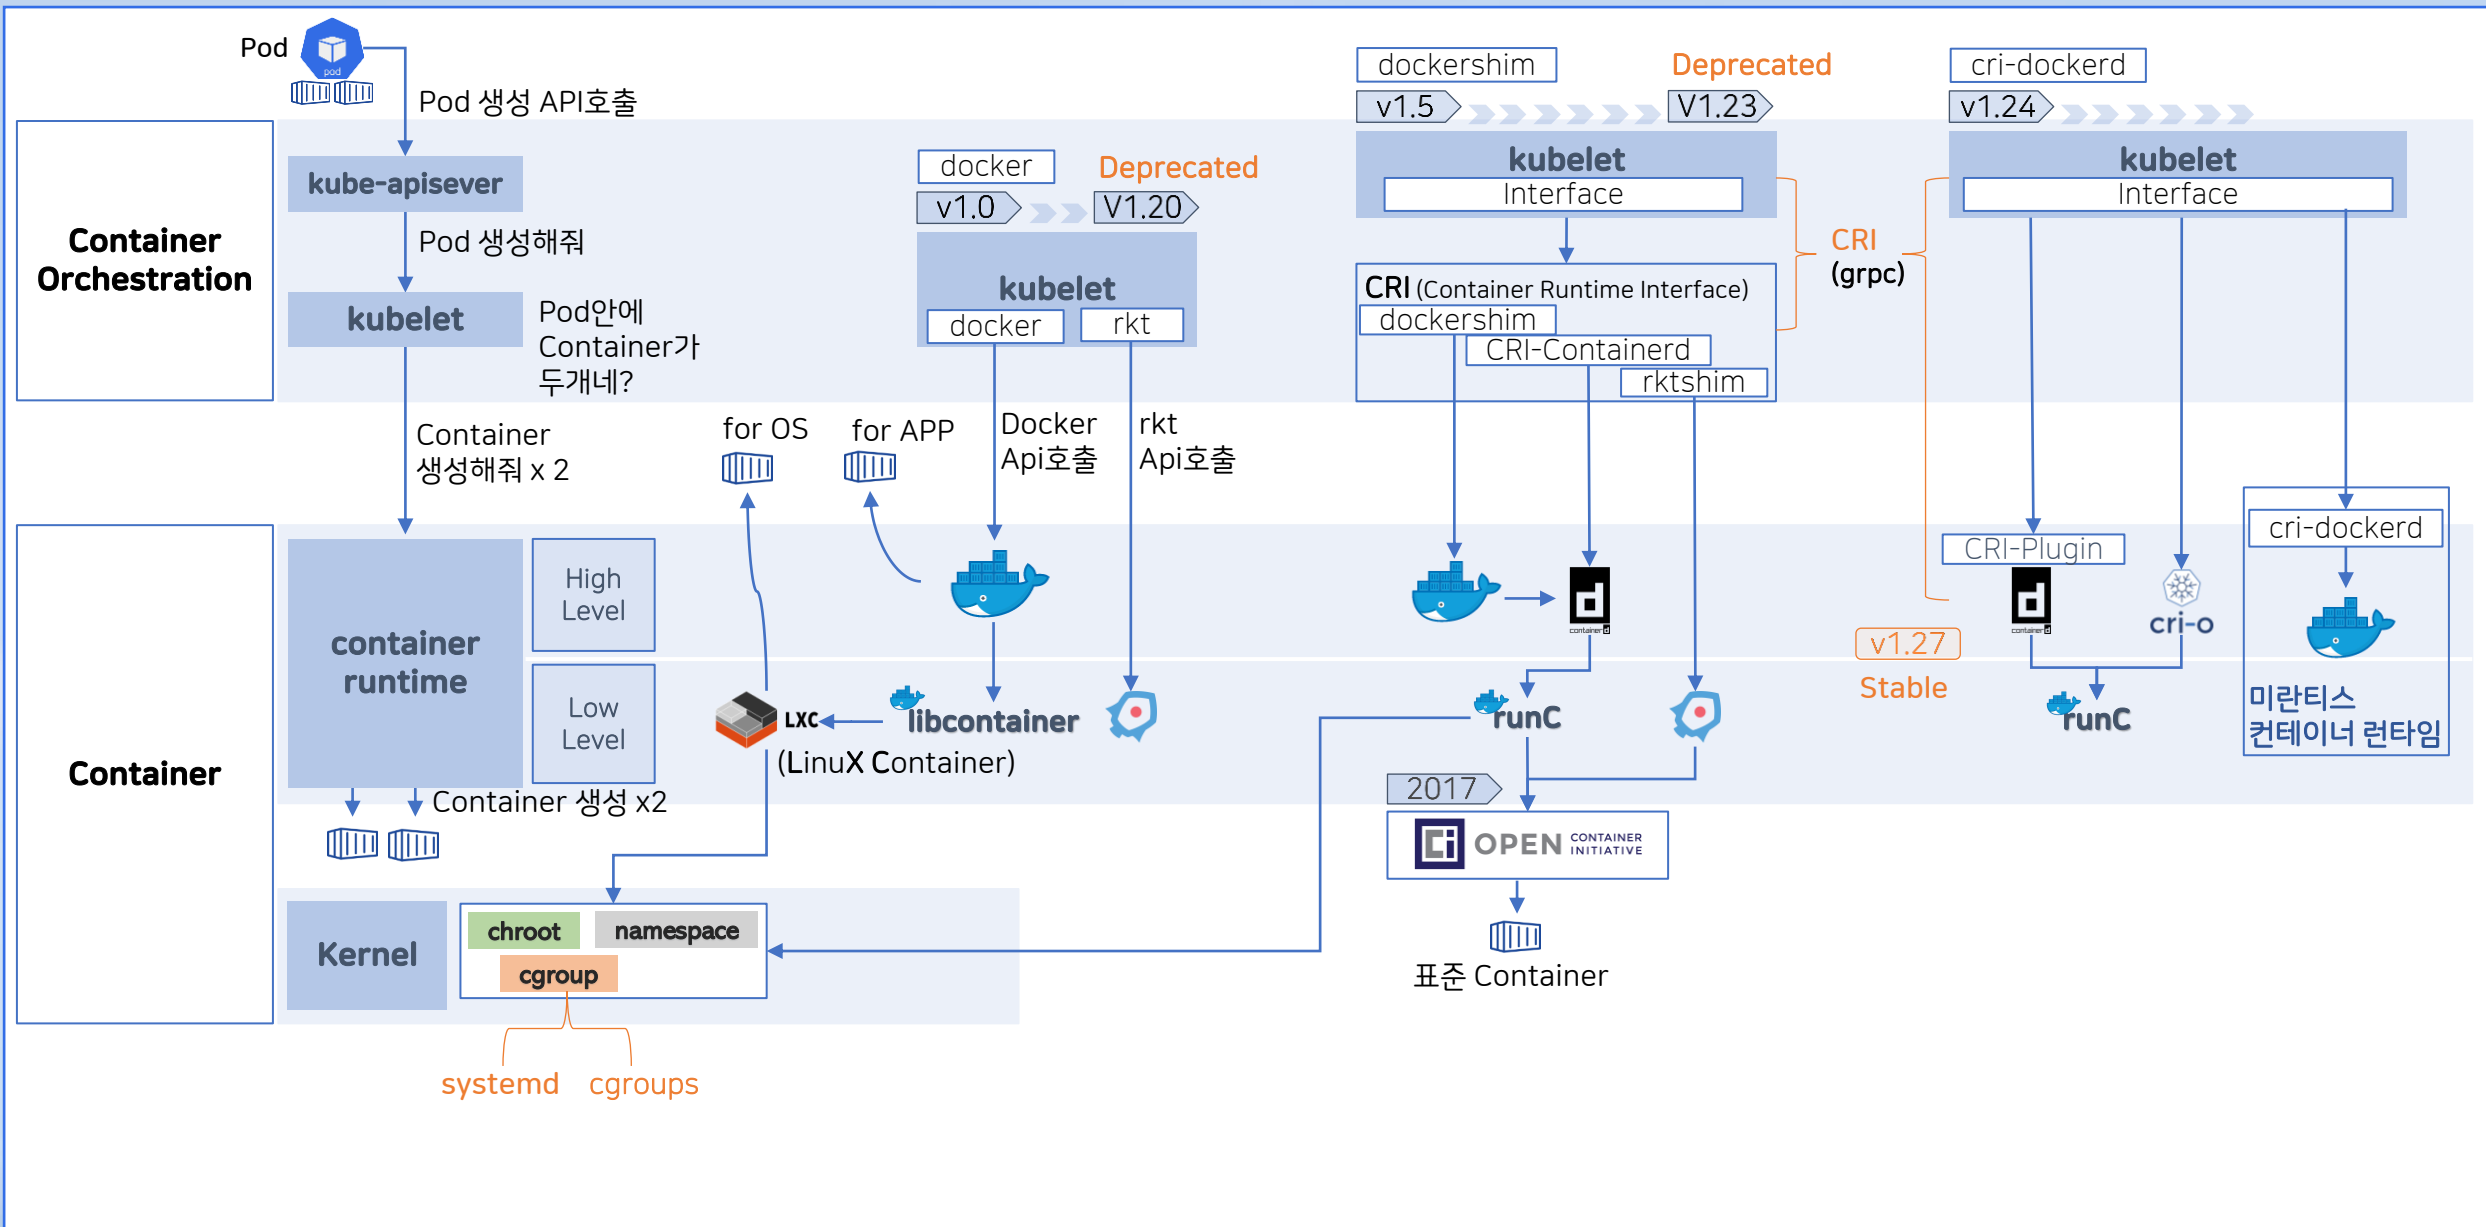 Pod
pod
Pod 생성 API호출
Container
Orchestration
kube-apisever
Pod 생성해줘
kubelet
Pod안에
Container가
두개네?
Container
생성해줘 x 2
Container
container
runtime
High
Level
Low
Level
Container 생성 x2
Kernel
chroot
namespace
cgroup
systemd
cgroups
for OS
for APP
LXC
(LinuX Container)
libcontainer
docker
Deprecated
v1.0
V1.20
kubelet
docker
rkt
Docker
Api호출
rkt
Api호출
dockershim
Deprecated
v1.5
V1.23
kubelet
Interface
CRI (Container Runtime Interface)
dockershim
CRI-Containerd
rktshim
CRI
(grpc)
container d
runC
2017
Ci OPEN CONTAINER
INITIATIVE
표준 Container
cri-dockerd
v1.24
kubelet
Interface
CRI-Plugin
container d
cri-o
v1.27
Stable
runC
cri-dockerd
미란티스
컨테이너 런타임